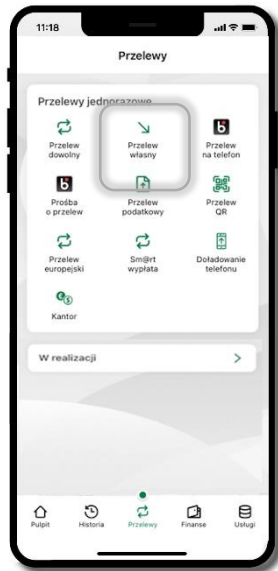 11:18
Przelewy
Przelewy jednorazowe
Przelew
dowolny
Przelew
własny
Przelew
na telefon
Prośba
o przelew
Przelew
podatkowy
Przelew
QR
Przelew
europejski
Sm@rt
wypłata
Doładowanie
telefonu
Kantor
W realizacji
Pulpit
Historia
Przelewy
Finanse
Usługi